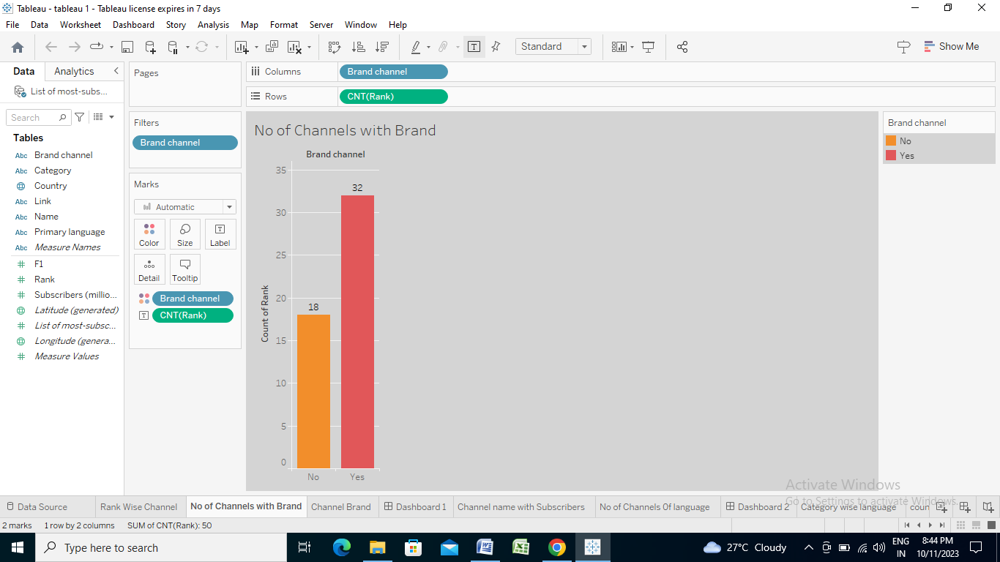 Tableau - tableau 1 - Tableau license expires in 7 days
File Data Worksheet Dashboard Story Analysis Map Format Server Window Help
Standard
Show Me
Data Analytics
List of most-subs...
Search
Tables
Abc Brand channel
Abc Category
Country
Abc Link
Abc Name
Abc Primary language
Abc Measure Names
F1
Rank
Subscribers (millio...
Latitude (generated)
List of most-subsc...
Longitude (genera...
Measure Values
Pages
Filters
Brand channel
Marks
Automatic
Color Size Label
Detail Tooltip
Brand channel
CNT(Rank)
Columns Brand channel
Rows CNT(Rank)
No of Channels with Brand
Brand channel
35
30
25
20
15
10
5
0
Count of Rank
18
32
No Yes
Brand channel
No
Yes
Activate Windows
Go to Settings to activate Windows.
Data Source Rank Wise Channel No of Channels with Brand Channel Brand Dashboard 1 Channel name with Subscribers No of Channels Of language Dashboard 2 Category wise language coun
2 marks 1 row by 2 columns SUM of CNT(Rank): 50
Type here to search
27°C Cloudy
ENG
IN
8:44 PM
10/11/2023